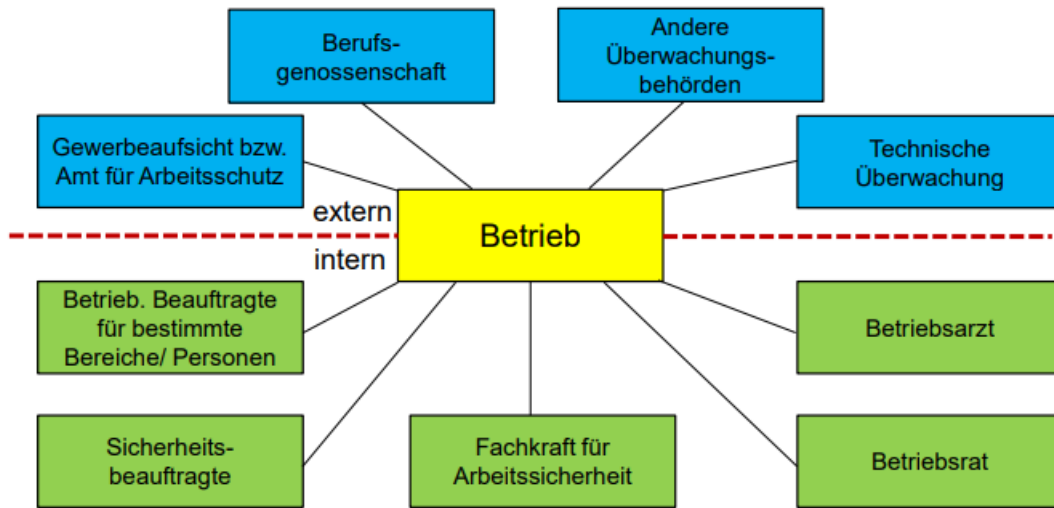 Berufs-
genossenschaft
Andere
Überwachungs-
behörden
Gewerbeaufsicht bzw.
Amt für Arbeitsschutz
Technische
Überwachung
extern
Betrieb
intern
Betrieb. Beauftragte
für bestimmte
Bereiche/ Personen
Betriebsarzt
Sicherheits-
beauftragte
Fachkraft für
Arbeitssicherheit
Betriebsrat